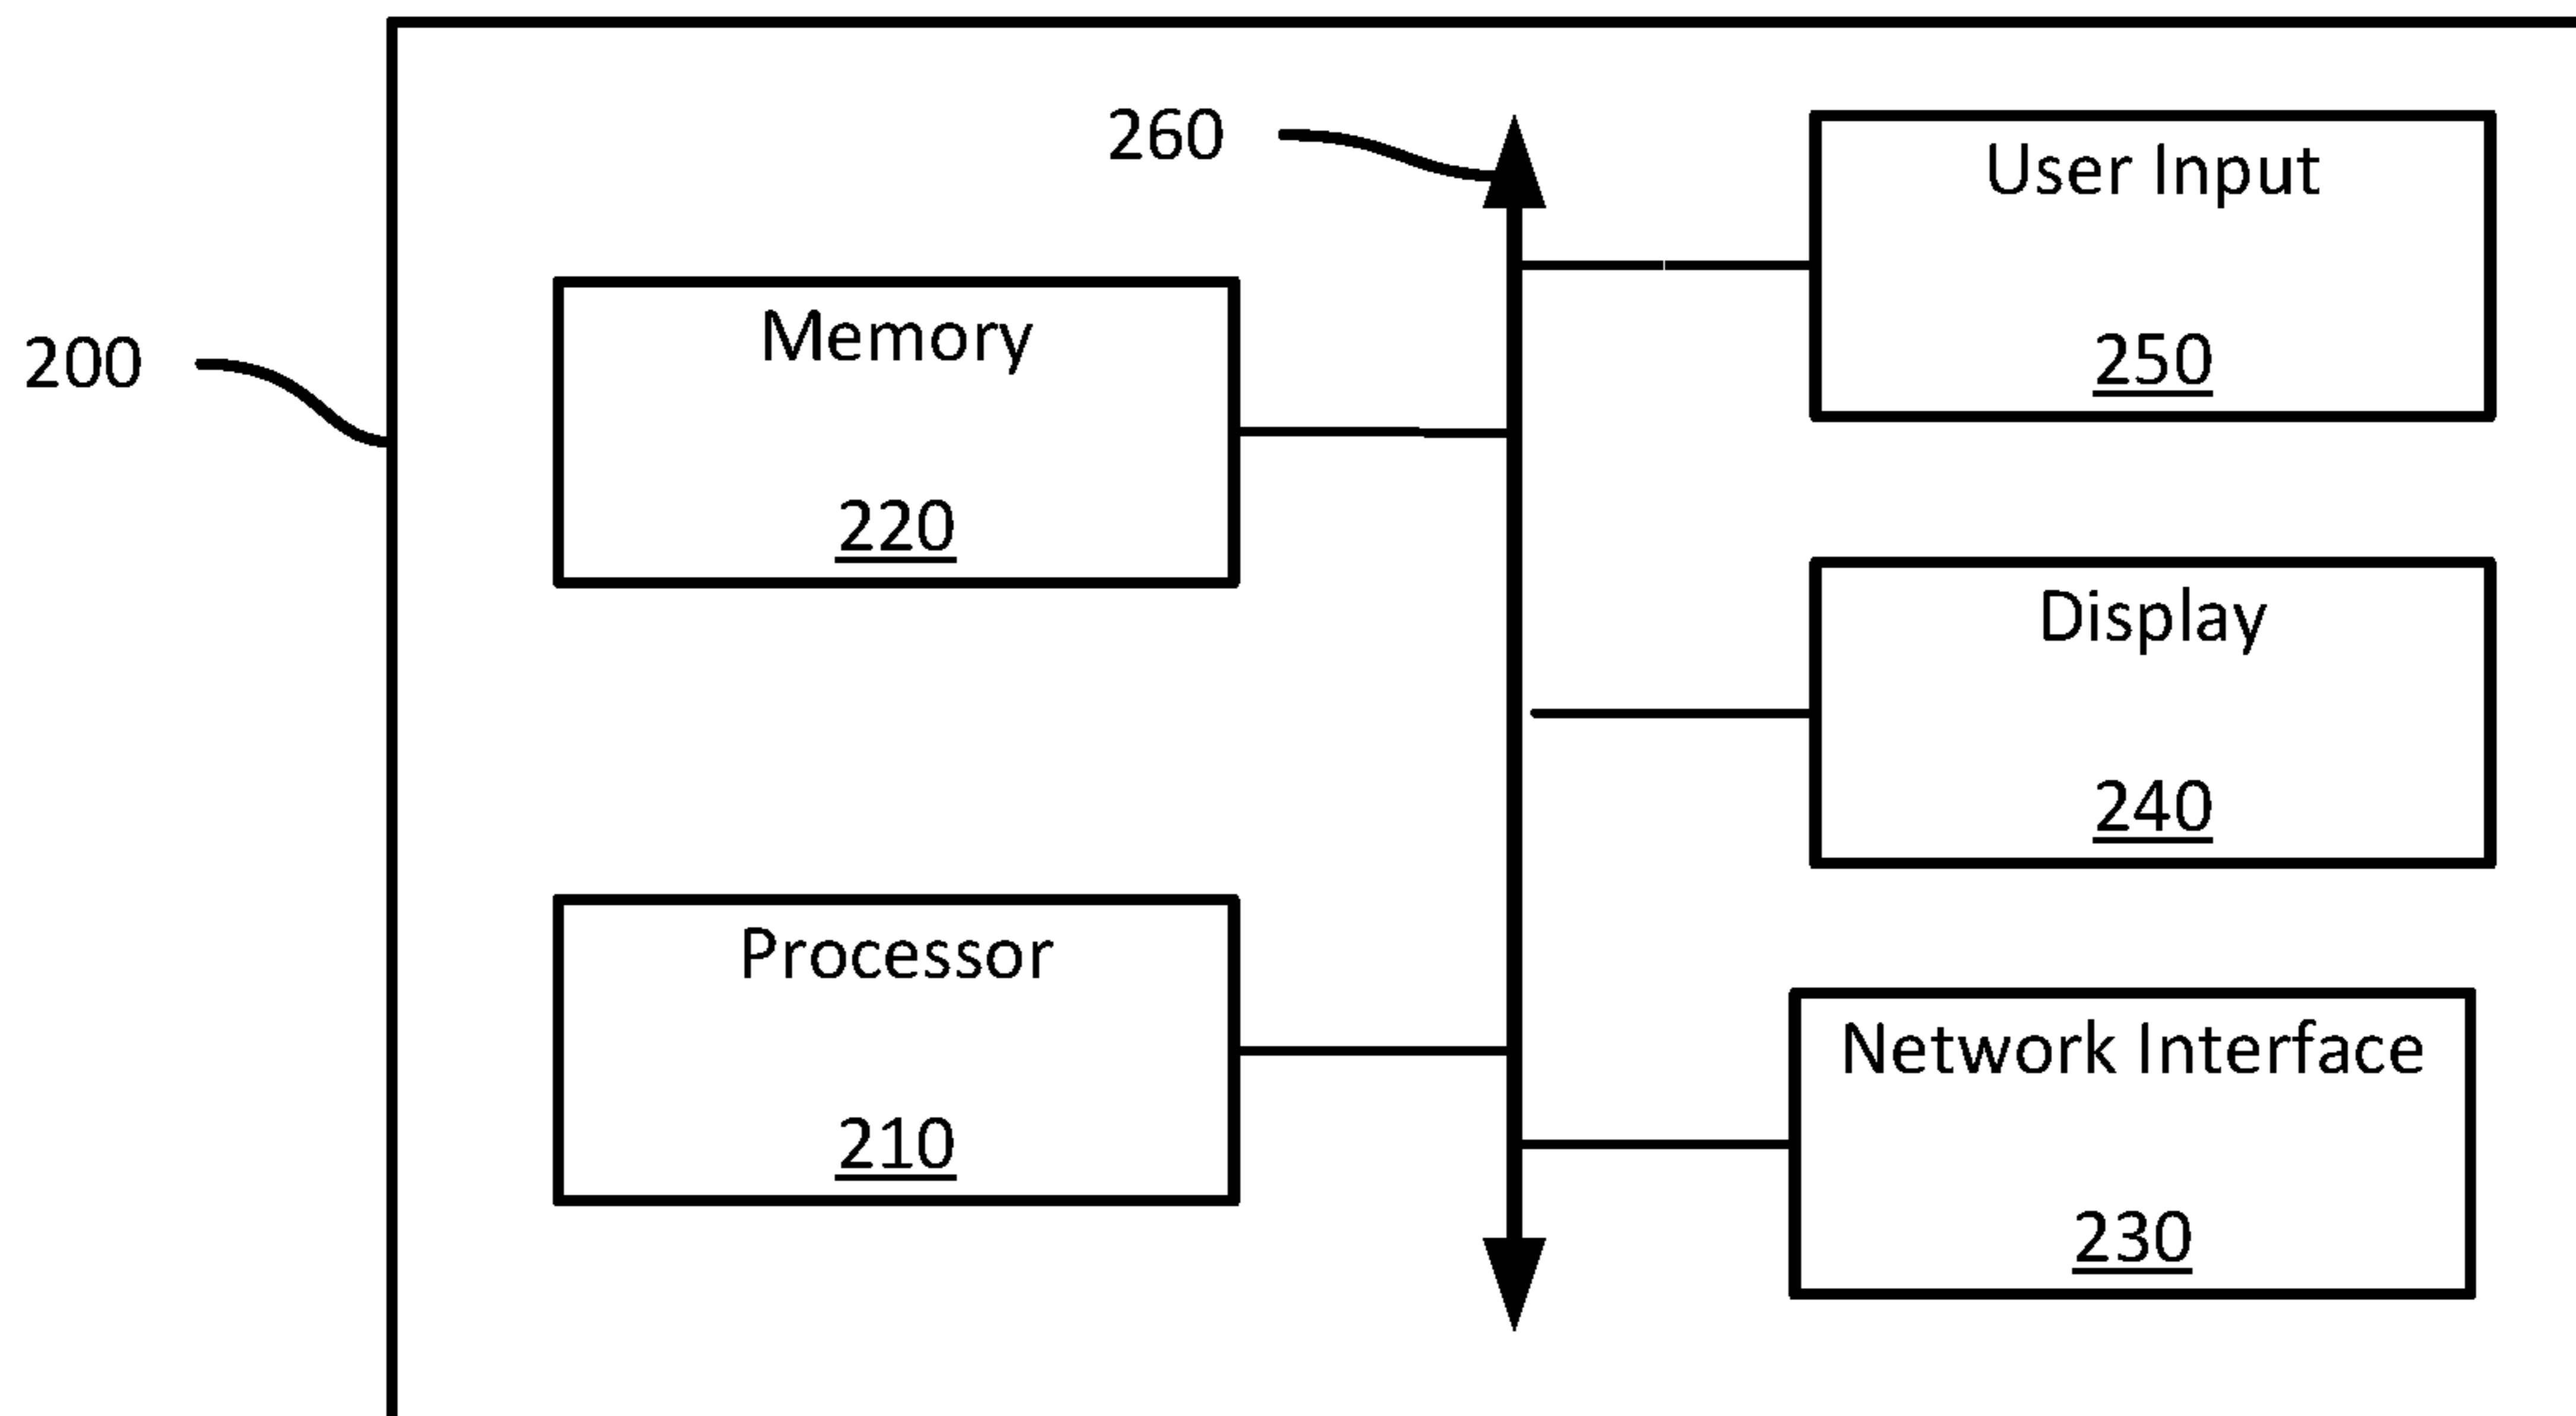 260
User Input
250
200
Memory
220
Display
240
Processor
210
Network Interface
230